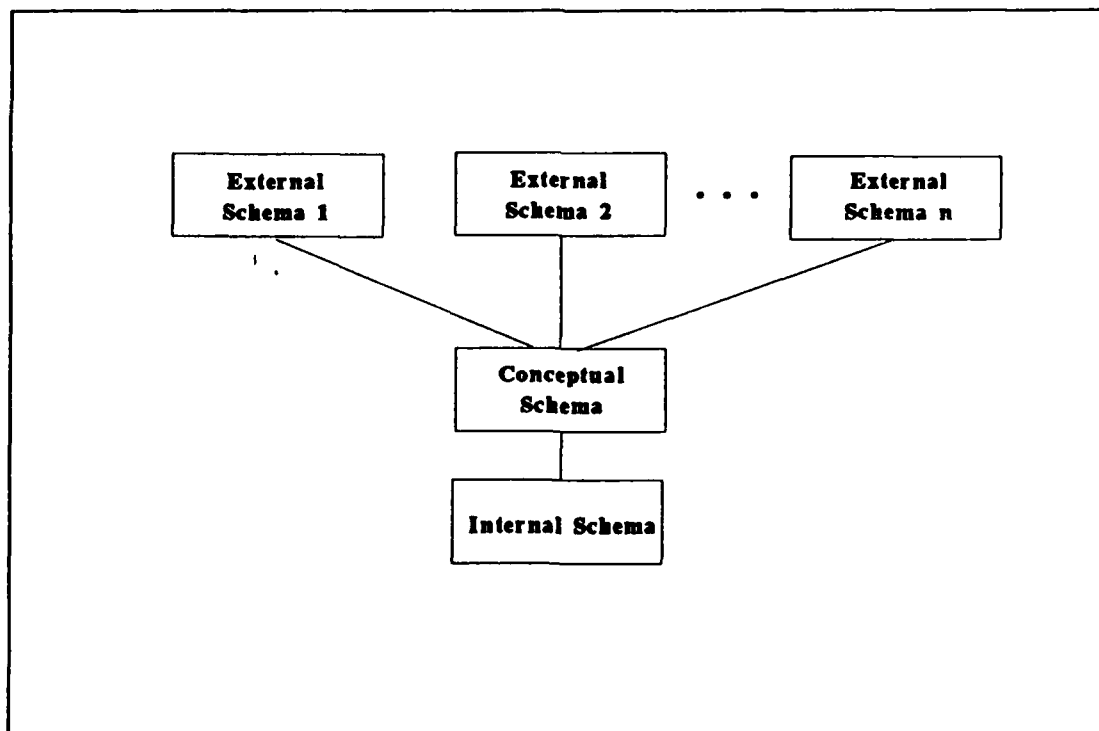 External
Schema 1
External
Schema 2
. . .
External
Schema n
Conceptual
Schema
Internal Schema